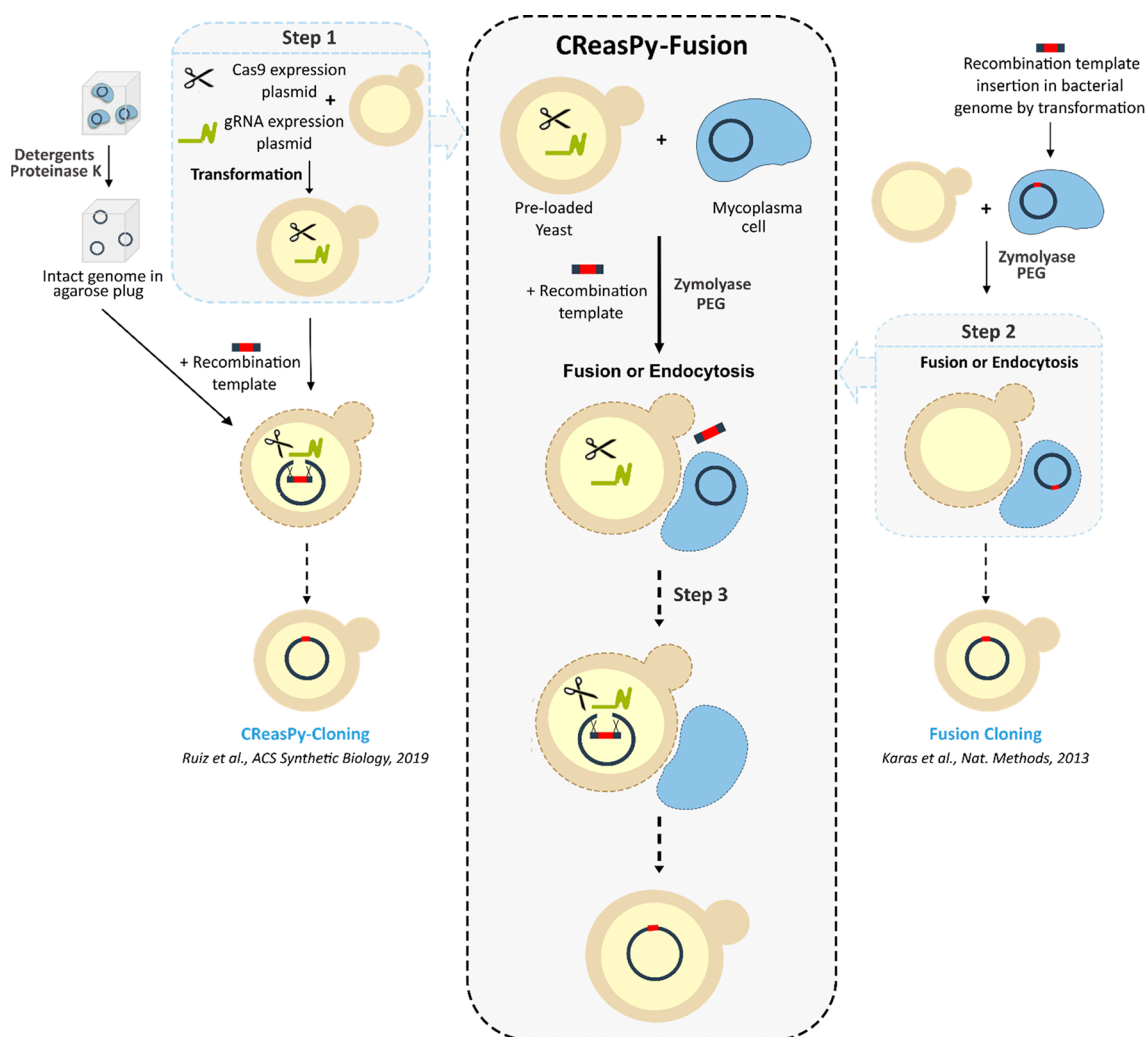 Detergents
Proteinase K
Intact genome in
agarose plug
Step 1
Cas9 expression
plasmid
+
gRNA expression
plasmid
Transformation
+ Recombination
template
CReasPy-Cloning
Ruiz et al., ACS Synthetic Biology, 2019
CReasPy-Fusion
+
Pre-loaded
Yeast
Mycoplasma
cell
+ Recombination
template
Zymolyase
PEG
Fusion or Endocytosis
Step 3
Recombination template
insertion in bacterial
genome by transformation
+
Zymolyase
PEG
Step 2
Fusion or Endocytosis
Fusion Cloning
Karas et al., Nat. Methods, 2013